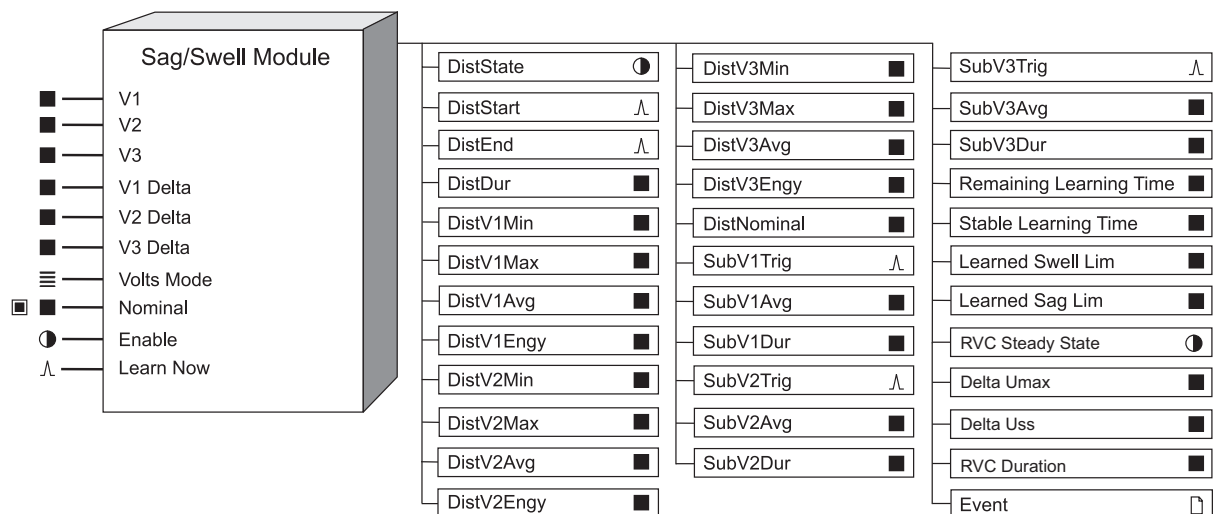 Sag/Swell Module
V1
V2
V3
V1 Delta
V2 Delta
V3 Delta
Volts Mode
Nominal
Enable
Learn Now
DistState
DistStart
DistEnd
DistDur
DistV1Min
DistV1Max
DistV1Avg
DistV1Engy
DistV2Min
DistV2Max
DistV2Avg
DistV2Engy
DistV3Min
DistV3Max
DistV3Avg
DistV3Engy
DistNominal
SubV1Trig
SubV1Avg
SubV1Dur
SubV2Trig
SubV2Avg
SubV2Dur
SubV3Trig
SubV3Avg
SubV3Dur
Remaining Learning Time
Stable Learning Time
Learned Swell Lim
Learned Sag Lim
RVC Steady State
Delta Umax
Delta Uss
RVC Duration
Event